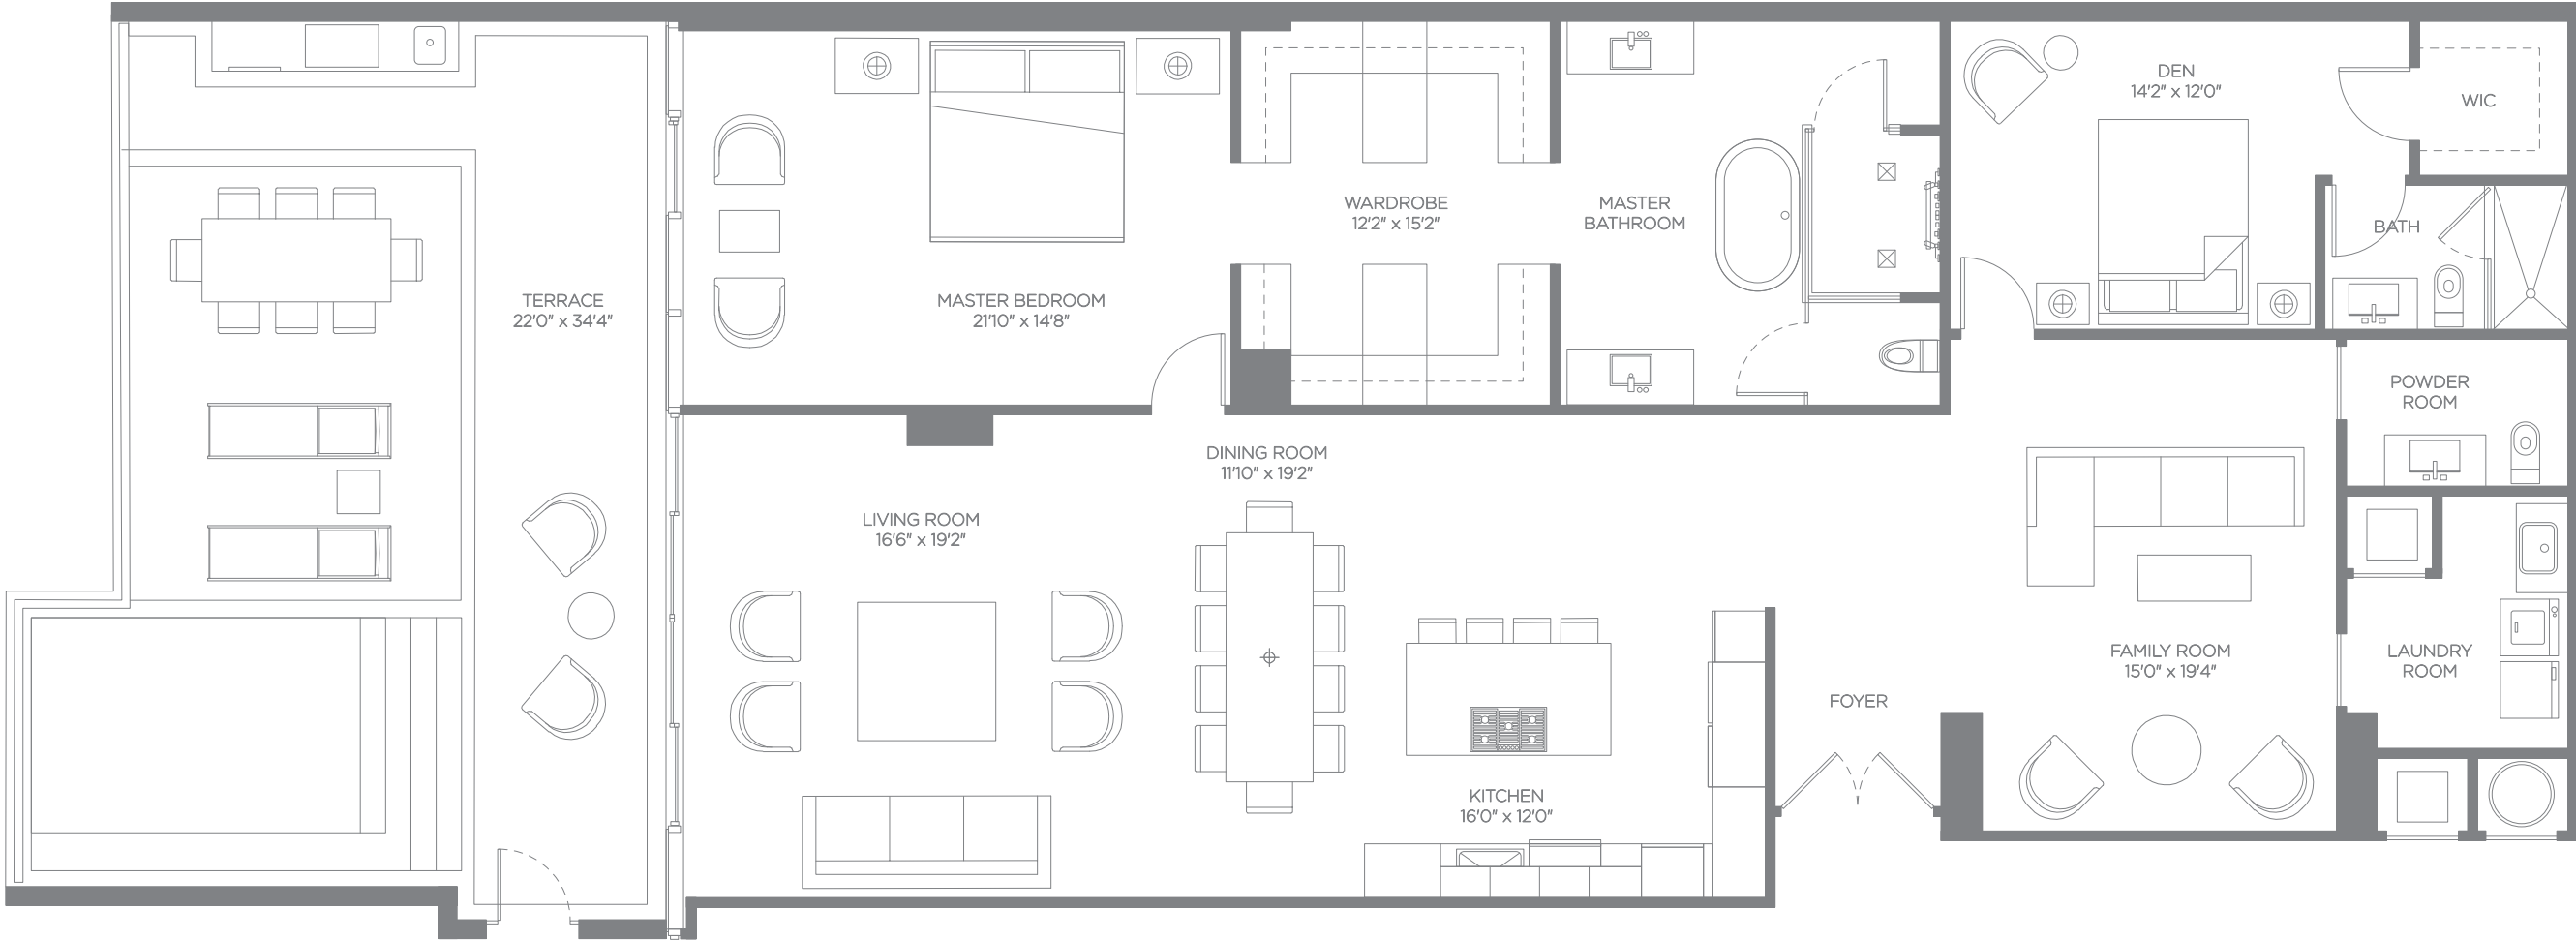 DEN
14'2" x 12'0"
WIC
WARDROBE
12'2" x 15'2"
MASTER
BATHROOM
BATH
TERRACE
22'0" x 34'4"
MASTER BEDROOM
21'10" x 14'8"
POWDER
ROOM
DINING ROOM
11'10" x 19'2"
LIVING ROOM
16'6" x 19'2"
FAMILY ROOM
15'0" x 19'4"
LAUNDRY
ROOM
FOYER
KITCHEN
16'0" x 12'0"